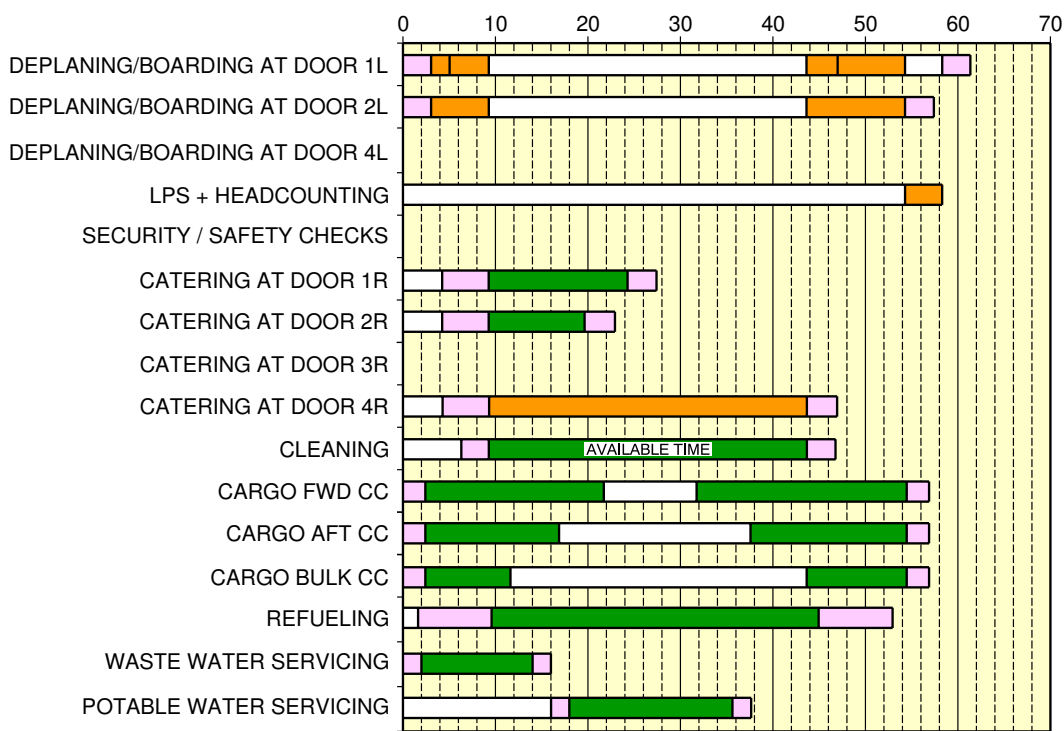 0 10 20 30 40 50 60 70
DEPLANING/BOARDING AT DOOR 1L
DEPLANING/BOARDING AT DOOR 2L
DEPLANING/BOARDING AT DOOR 4L
LPS + HEADCOUNTING
SECURITY / SAFETY CHECKS
CATERING AT DOOR 1R
CATERING AT DOOR 2R
CATERING AT DOOR 3R
CATERING AT DOOR 4R
CLEANING
AVAILABLE TIME
CARGO FWD CC
CARGO AFT CC
CARGO BULK CC
REFUELING
WASTE WATER SERVICING
POTABLE WATER SERVICING